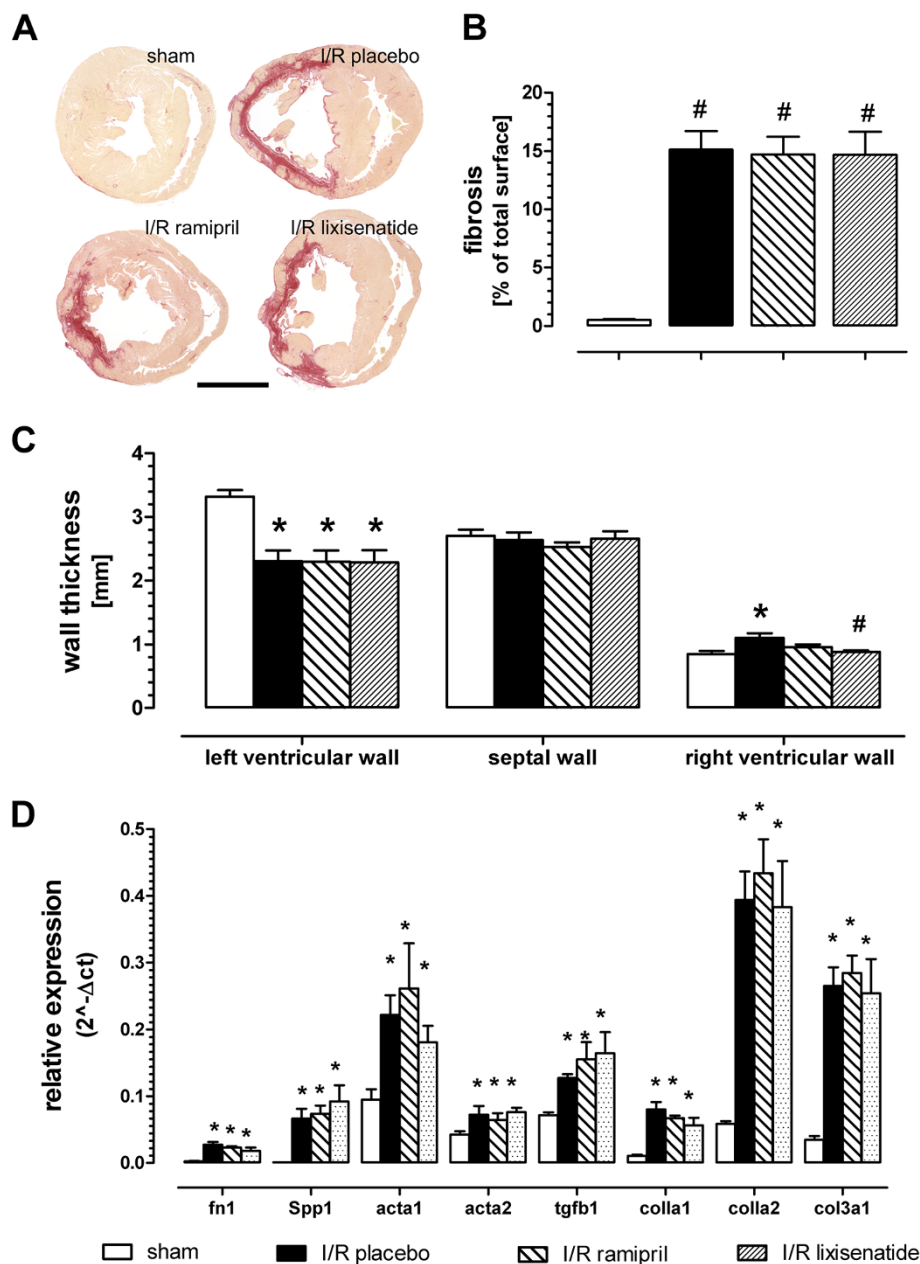 A
sham
I/R placebo
I/R ramipril
I/R lixisenatide
B
fibrosis
[% of total surface]
20
15
10
5
0
# # #
C
wall thickness
[mm]
4
3
2
1
0
* * *
* #
left ventricular wall septal wall right ventricular wall
D
relative expression
(2^-Δct)
0.5
0.4
0.3
0.2
0.1
0.0
* * *
* * *
* * *
* * *
* * *
* * *
* * *
* * *
fn1 Spp1 acta1 acta2 tgfb1 colla1 colla2 col3a1
sham I/R placebo I/R ramipril I/R lixisenatide